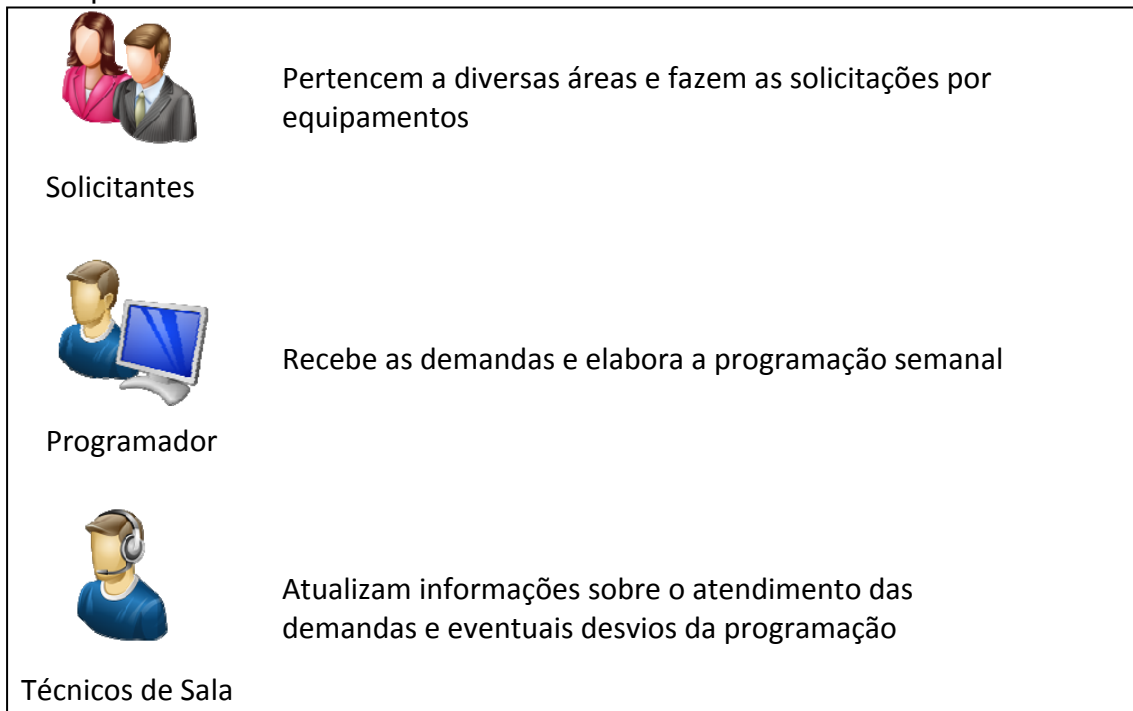 Pertencem a diversas áreas e fazem as solicitações por
equipamentos
Solicitantes
Recebe as demandas e elabora a programação semanal
Programador
Atualizam informações sobre o atendimento das
demandas e eventuais desvios da programação
Técnicos de Sala